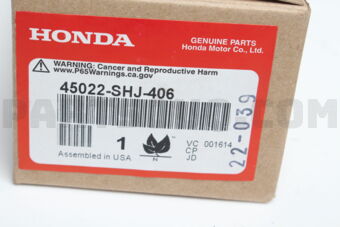 HONDA
GENUINE PARTS
Honda Motor Co., Ltd.
WARNING: Cancer and Reproductive Harm
www.P65Warnings.ca.gov
45022-SHJ-406
1
Assembled in USA
VC 001614
CP
JD
22-039